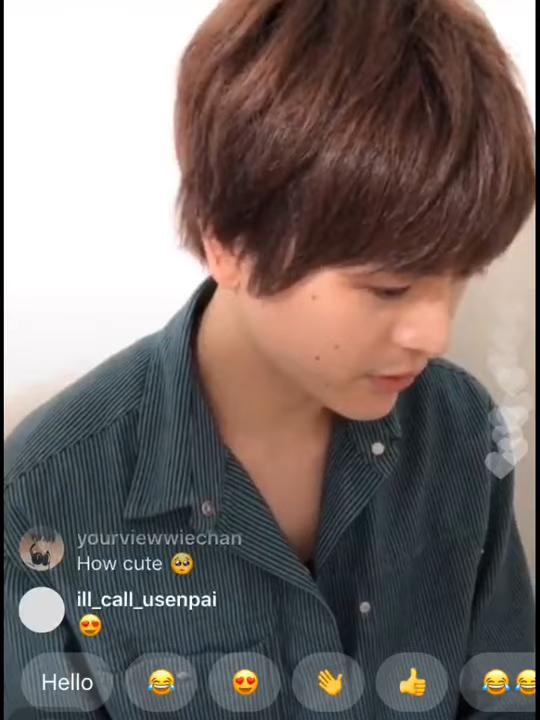 yourviewwiechan
How cute 🥺
ill_call_usenpai
😍
Hello 😂 😍 👋 👍 😂😂